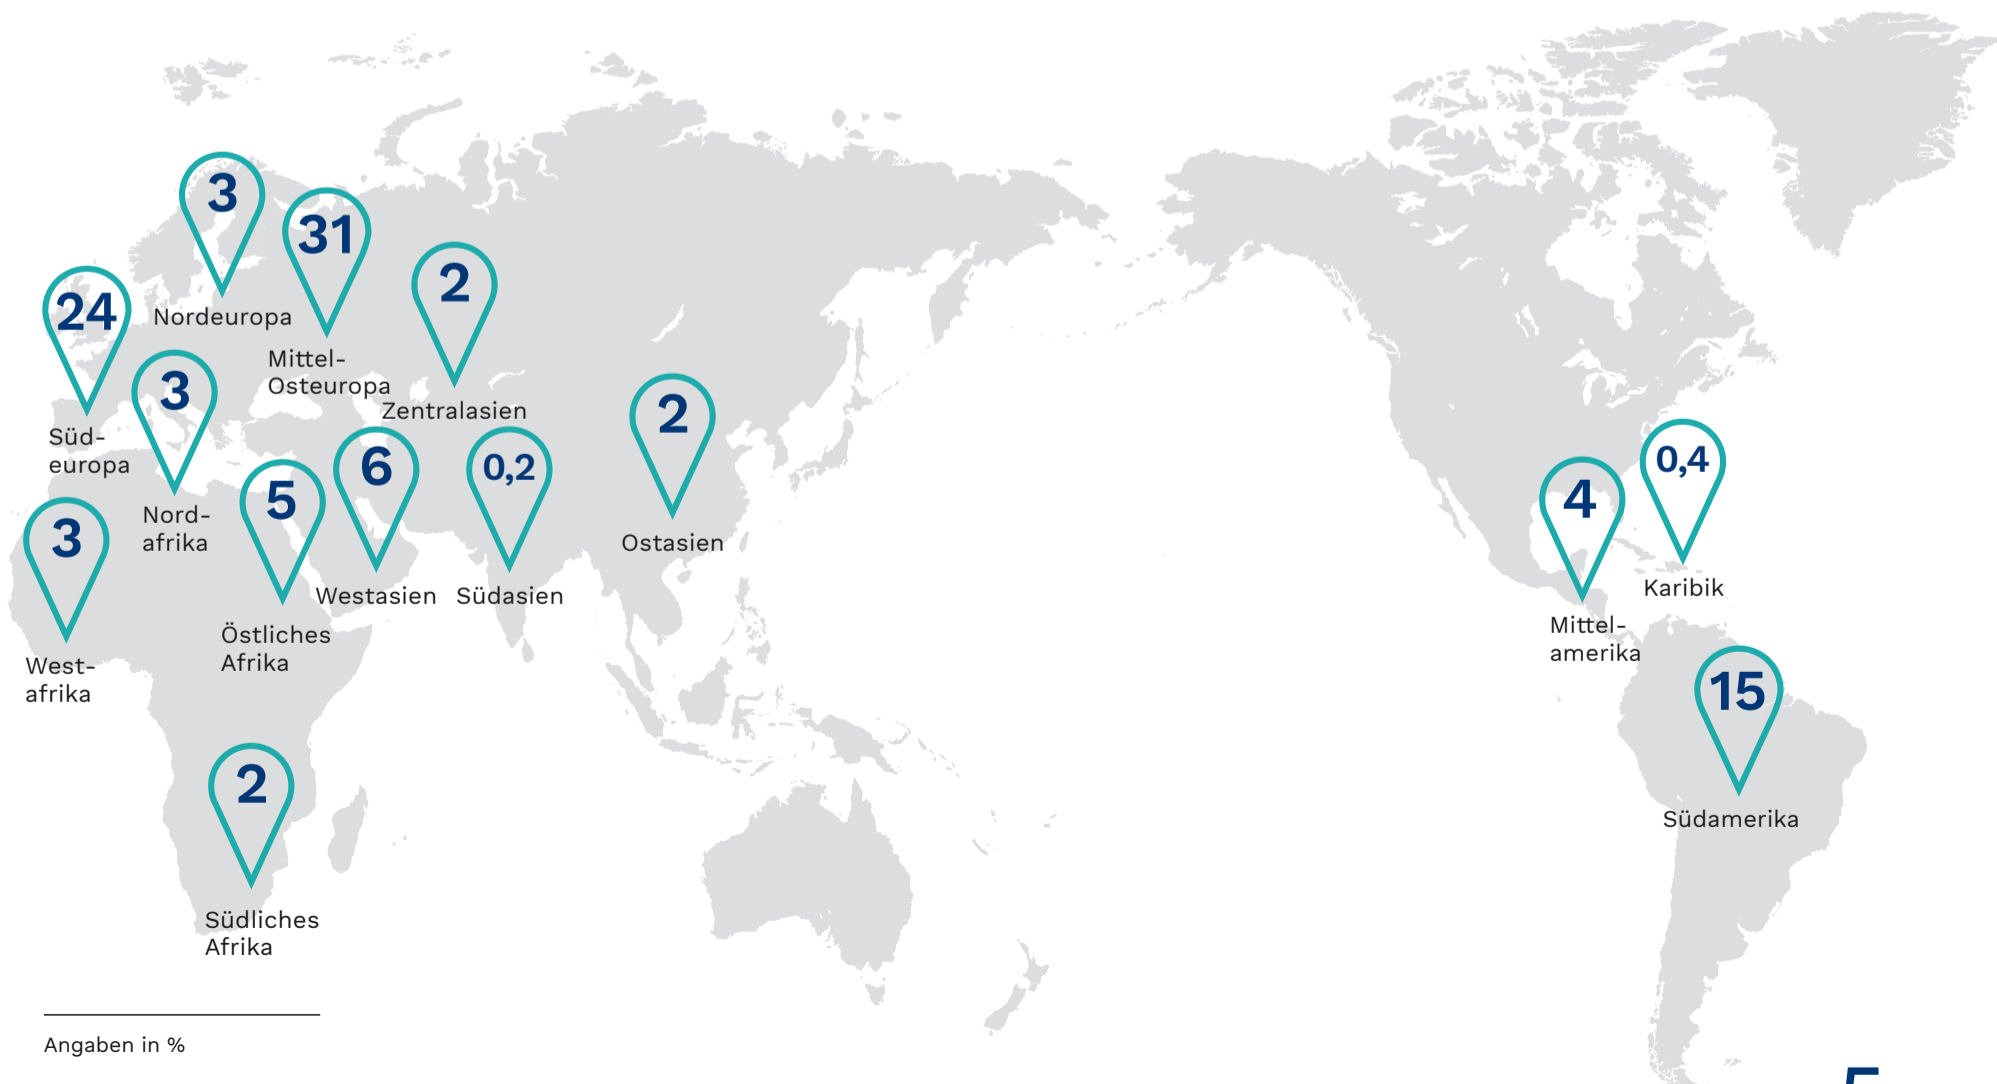 3
Nordeuropa
31
Mittel-
Osteuropa
2
Zentralasien
24
Süd-
europa
3
Nord-
afrika
3
West-
afrika
5
Östliches
Afrika
6
Westasien
0,2
Südasien
2
Ostasien
2
Südliches
Afrika
4
Mittel-
amerika
0,4
Karibik
15
Südamerika
Angaben in %